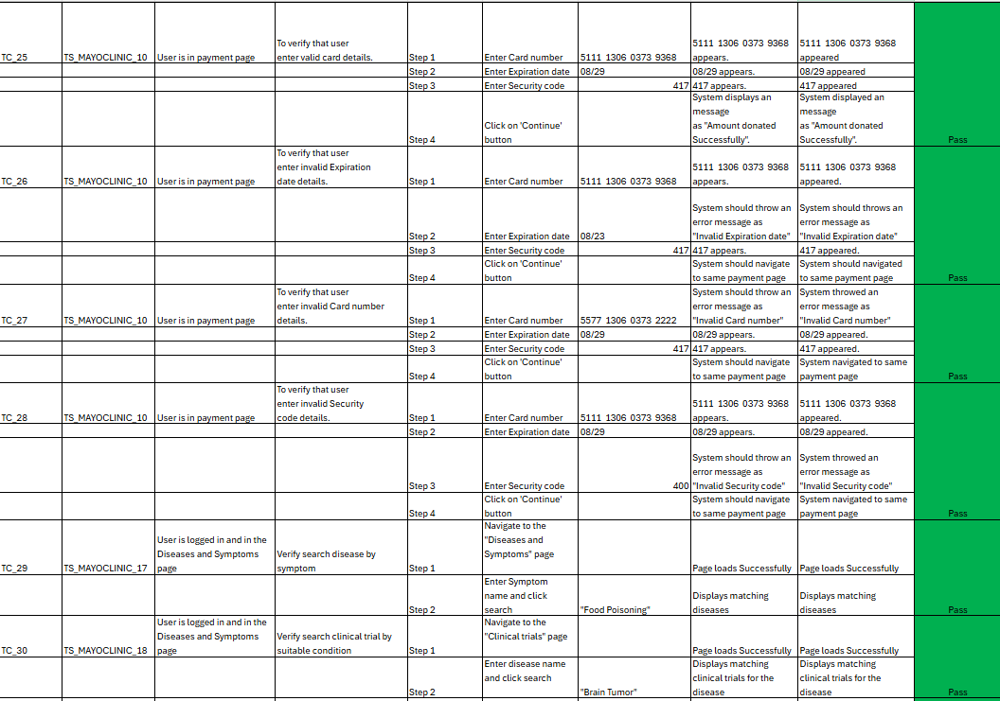 TC_25 TS_MAYOCLINIC_10 User is in payment page To verify that user enter valid card details. Step 1 Enter Card number 5111 1306 0373 9368 5111 1306 0373 9368 appears. 5111 1306 0373 9368 appeared
Step 2 Enter Expiration date 08/29 08/29 appears. 08/29 appeared
Step 3 Enter Security code 417 417 appears. 417 appeared
Step 4 Click on 'Continue' button System displays an message as "Amount donated Successfully". System displayed an message as "Amount donated Successfully". Pass
TC_26 TS_MAYOCLINIC_10 User is in payment page To verify that user enter invalid Expiration date details. Step 1 Enter Card number 5111 1306 0373 9368 5111 1306 0373 9368 appears. 5111 1306 0373 9368 appeared.
Step 2 Enter Expiration date 08/23 System should throw an error message as "Invalid Expiration date" System should throws an error message as "Invalid Expiration date"
Step 3 Enter Security code 417 417 appears. 417 appeared.
Step 4 Click on 'Continue' button System should navigate to same payment page System should navigated to same payment page Pass
TC_27 TS_MAYOCLINIC_10 User is in payment page To verify that user enter invalid Card number details. Step 1 Enter Card number 5577 1306 0373 2222 System should throw an error message as "Invalid Card number" System throwed an error message as "Invalid Card number"
Step 2 Enter Expiration date 08/29 08/29 appears. 08/29 appeared.
Step 3 Enter Security code 417 417 appears. 417 appeared.
Step 4 Click on 'Continue' button System should navigate to same payment page System navigated to same payment page Pass
TC_28 TS_MAYOCLINIC_10 User is in payment page To verify that user enter invalid Security code details. Step 1 Enter Card number 5111 1306 0373 9368 5111 1306 0373 9368 appears. 5111 1306 0373 9368 appeared.
Step 2 Enter Expiration date 08/29 08/29 appears. 08/29 appeared.
Step 3 Enter Security code 400 System should throw an error message as "Invalid Security code" System throwed an error message as "Invalid Security code"
Step 4 Click on 'Continue' button System should navigate to same payment page System navigated to same payment page Pass
TC_29 TS_MAYOCLINIC_17 User is logged in and in the Diseases and Symptoms page Verify search disease by symptom Step 1 Navigate to the "Diseases and Symptoms" page Page loads Successfully Page loads Successfully
Step 2 Enter Symptom name and click search "Food Poisoning" Displays matching diseases Displays matching diseases Pass
TC_30 TS_MAYOCLINIC_18 User is logged in and in the Diseases and Symptoms page Verify search clinical trial by suitable condition Step 1 Navigate to the "Clinical trials" page Page loads Successfully Page loads Successfully
Step 2 Enter disease name and click search "Brain Tumor" Displays matching clinical trials for the disease Displays matching clinical trials for the disease Pass